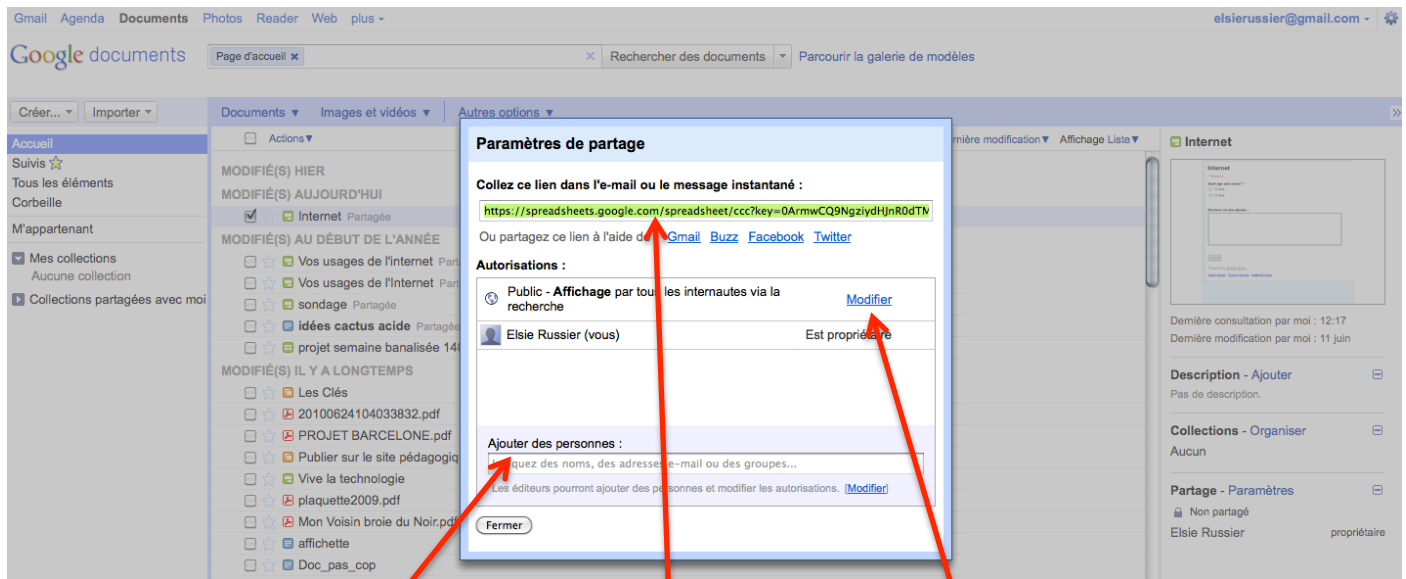 Gmail Agenda Documents Photos Reader Web plus
elsierussier@gmail.com
Google documents
Page d'accueil
Rechercher des documents
Parcourir la galerie de modèles
Créer...
Importer
Documents
Images et vidéos
Autres options
Accueil
Suivis
Tous les éléments
Corbeille
M'appartenant
Mes collections
Aucune collection
Collections partagées avec moi
Actions
rnière modification Affichage Liste
MODIFIÉ(S) HIER
MODIFIÉ(S) AUJOURD'HUI
Internet Partagée
MODIFIÉ(S) AU DÉBUT DE L'ANNÉE
Vos usages de l'internet Part
Vos usages de l'Internet Part
sondage Partagée
idées cactus acide Partagée
projet semaine banalisée 14
MODIFIÉ(S) IL Y A LONGTEMPS
Les Clés
20100624104033832.pdf
PROJET BARCELONE.pdf
Publier sur le site pédagogiq
Vive la technologie
plaquette2009.pdf
Mon Voisin broie du Noir.pdf
affichette
Doc_pas_cop
Paramètres de partage
Collez ce lien dans l'e-mail ou le message instantané :
https://spreadsheets.google.com/spreadsheet/ccc?key=0ArmwCQ9NgziydHJnR0dTM
Ou partagez ce lien à l'aide de Gmail Buzz Facebook Twitter
Autorisations :
Public - Affichage par tous les internautes via la
recherche
Modifier
Elsie Russier (vous)
Est propriétaire
Ajouter des personnes :
des noms, des adresses e-mail ou des groupes...
Les éditeurs pourront ajouter des personnes et modifier les autorisations. [Modifier]
Fermer
Internet
Internet
Dernière consultation par moi : 12:17
Dernière modification par moi : 11 juin
Description - Ajouter
Pas de description.
Collections - Organiser
Aucun
Partage - Paramètres
Non partagé
Elsie Russier
propriétaire